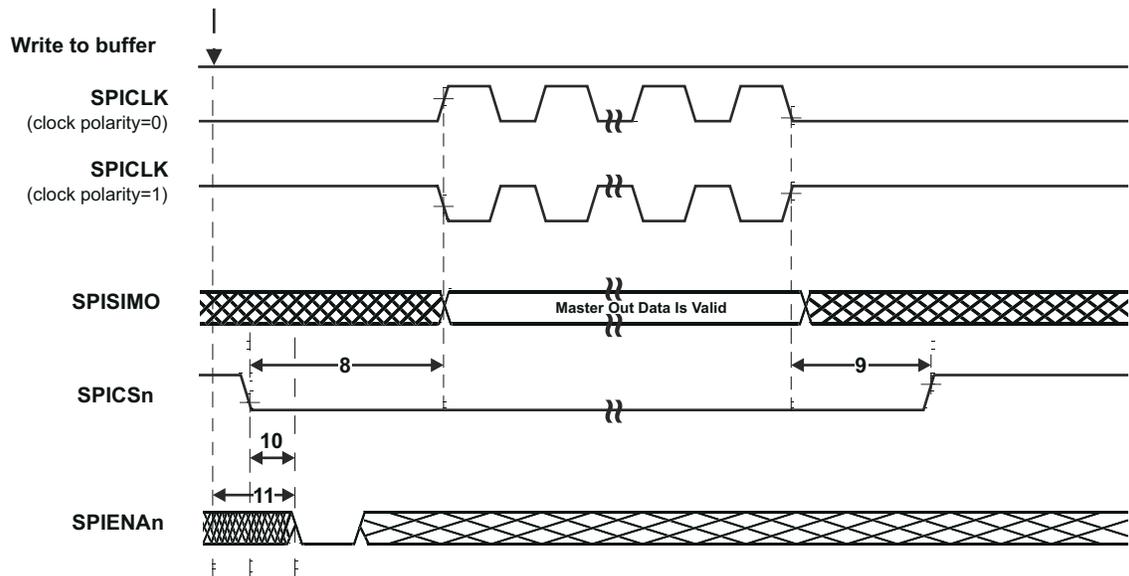 Write to buffer
SPICLK
(clock polarity=0)
SPICLK
(clock polarity=1)
SPISIMO
Master Out Data Is Valid
8
9
SPICSn
10
11
SPIENAn